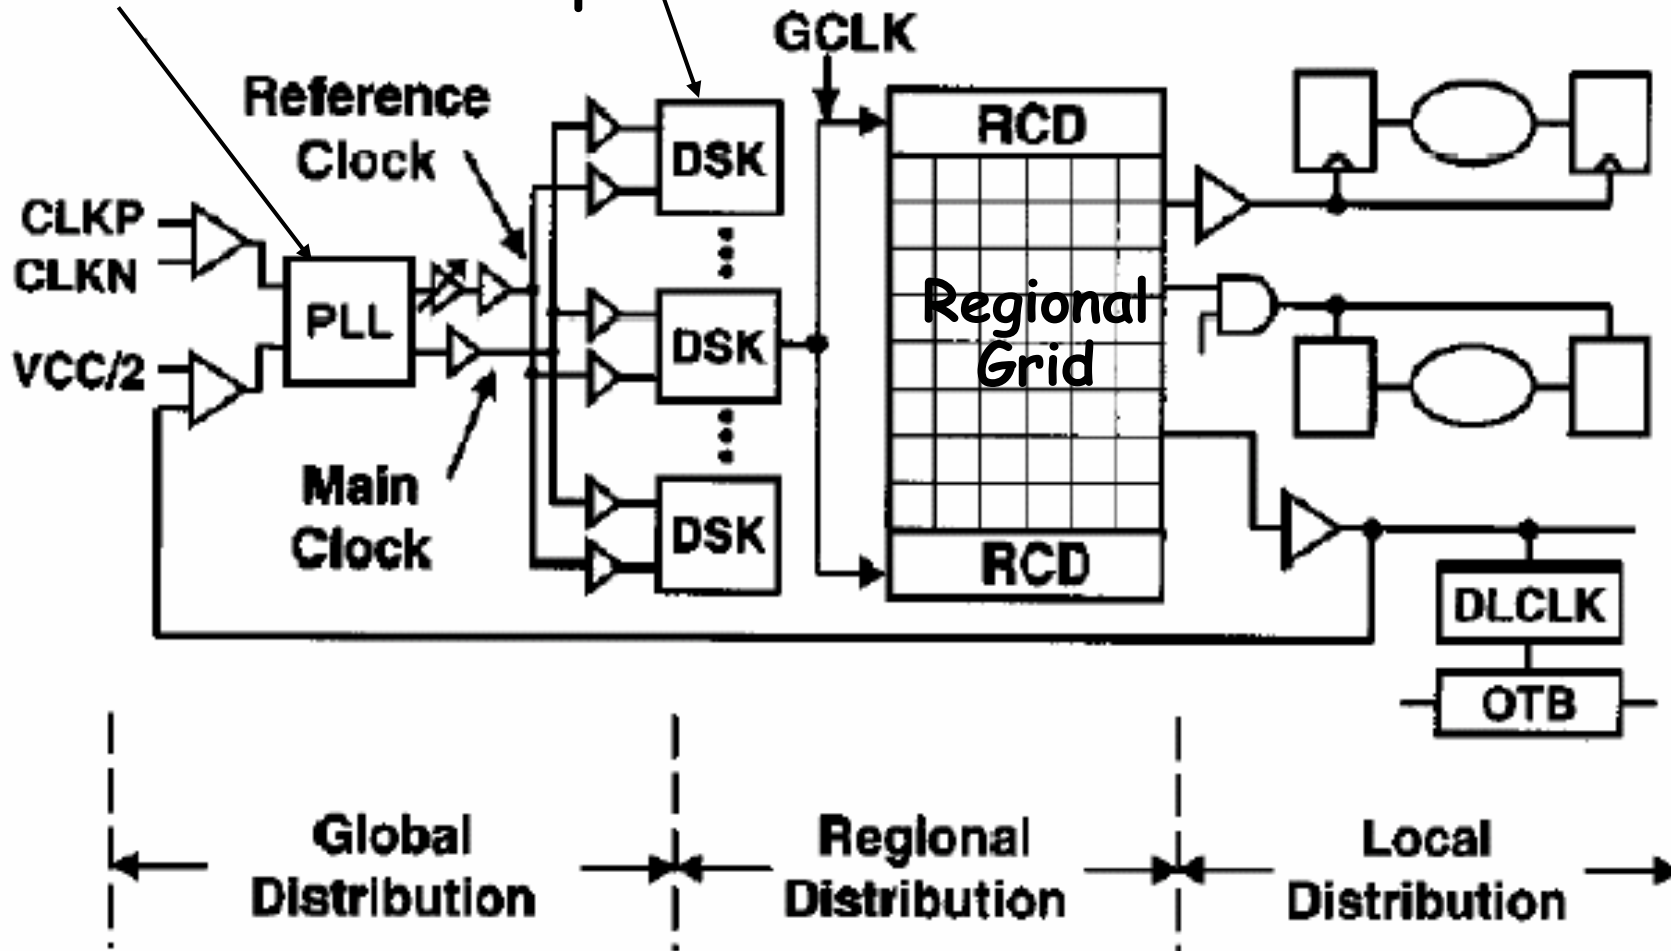 GCLK
Reference
Clock
RCD
DSK
CLKP
CLKN
PLL
Regional
Grid
DSK
VCC/2
Main
Clock
DSK
RCD
DLCLK
OTB
Global
Distribution
Regional
Distribution
Local
Distribution